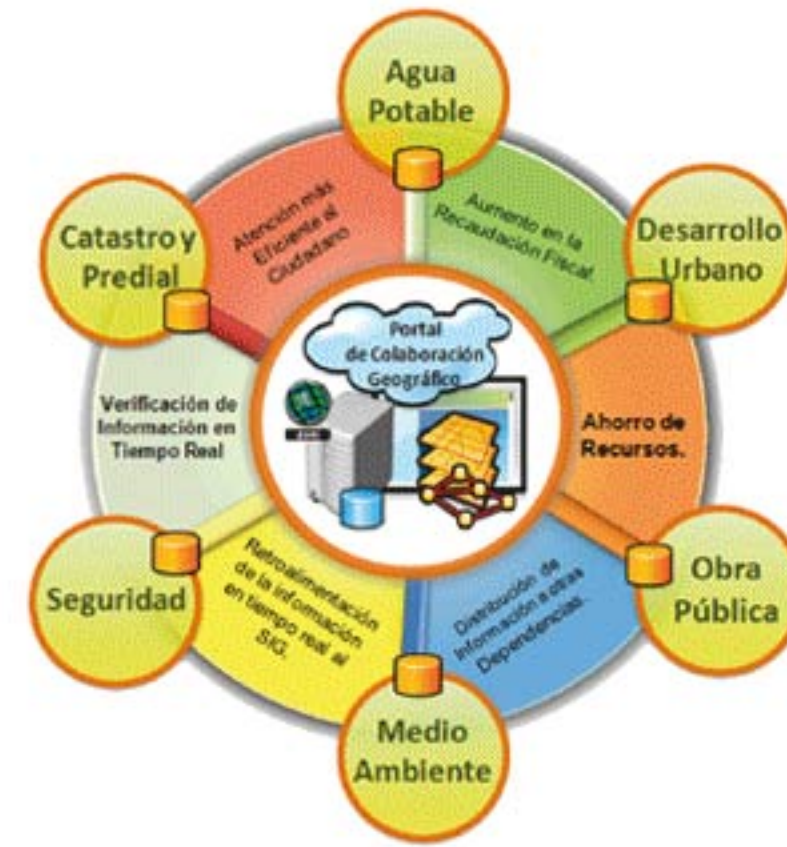 Agua
Potable
Desarrollo
Urbano
Obra
Pública
Medio
Ambiente
Seguridad
Catastro y
Predial
Atención más
Eficiente al
Ciudadano
Aumento en la
Recaudación Fiscal.
Ahorro de
Recursos.
Distribución de
Información a otras
Dependencias.
Retroalimentación
de la información
en tiempo real al
SIG.
Verificación de
Información en
Tiempo Real
Portal
de Colaboración
Geográfico